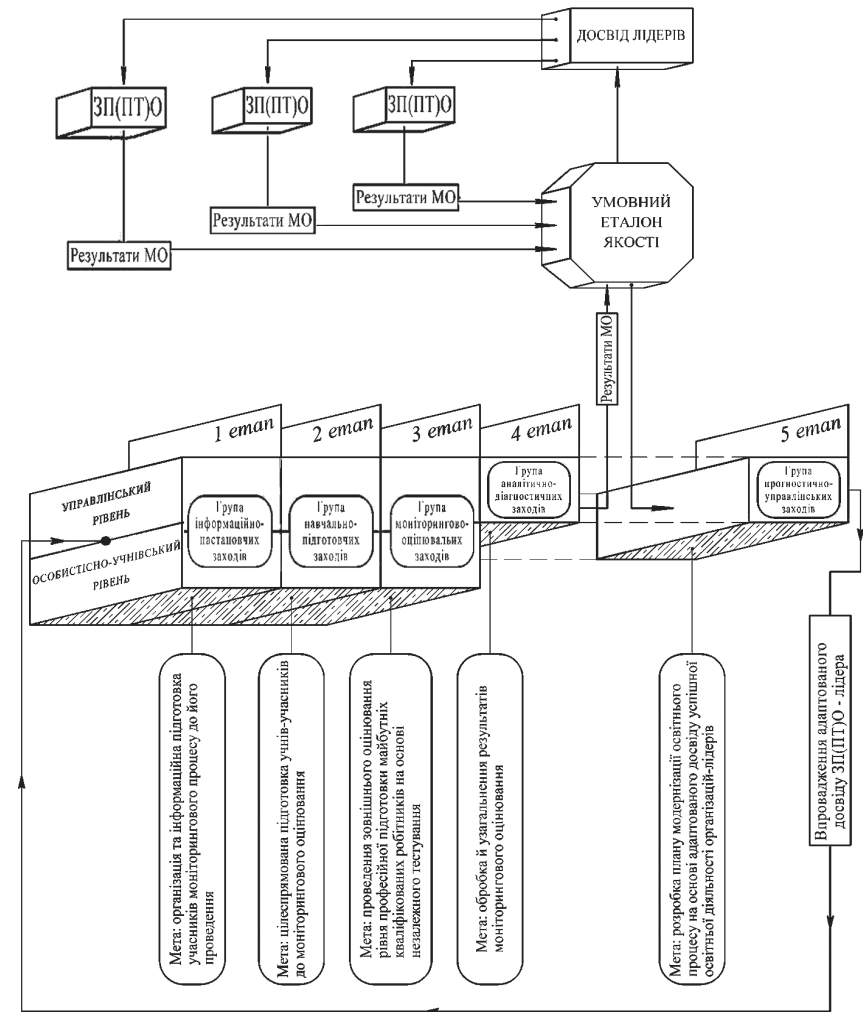 ДОСВІД ЛІДЕРІВ
ЗП(ПТ)О
ЗП(ПТ)О
ЗП(ПТ)О
УМОВНИЙ
ЕТАЛОН
ЯКОСТІ
Результати МО
Результати МО
Результати МО
Результати МО
1 етап
2 етап
3 етап
4 етап
5 етап
УПРАВЛІНСЬКИЙ
РІВЕНЬ
ОСОБИСТІСНО-УЧНІВСЬКИЙ
РІВЕНЬ
Група
інформаційно-
настановчих
заходів
Група
навчально-
підготовчих
заходів
Група
моніторингово-
оцінювальних
заходів
Група
аналітично-
діагностичних
заходів
Група
прогностично-
управлінських
заходів
Мета: організація та інформаційна підготовка
учасників моніторингового процесу до його
проведення
Мета: цілеспрямована підготовка учнів-учасників
до моніторингового оцінювання
Мета: проведення зовнішнього оцінювання
рівня професійної підготовки майбутніх
кваліфікованих робітників на основі
незалежного тестування
Мета: обробка й узагальнення результатів
моніторингового оцінювання
Мета: розробка плану модернізації освітнього
процесу на основі адаптованого досвіду успішної
освітньої діяльності організацій-лідерів
Впровадження адаптованого
досвіду ЗП(ПТ)О - лідера